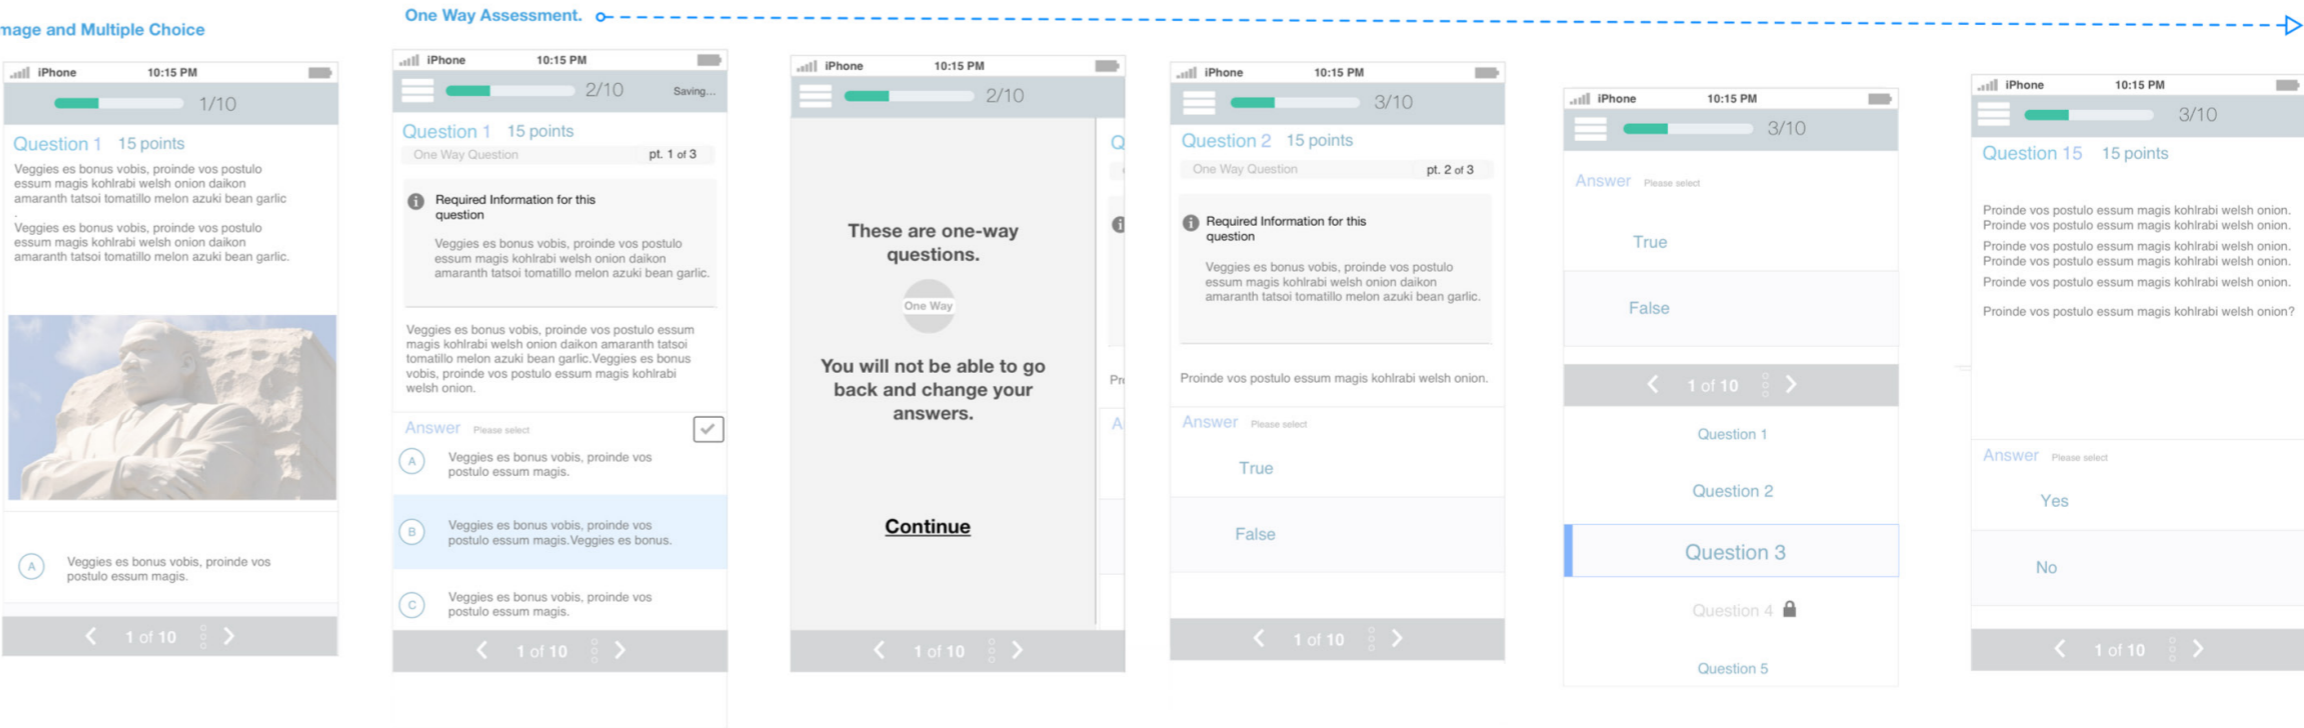 mage and Multiple Choice
iPhone 10:15 PM
1/10
Question 1 15 points
Veggies es bonus vobis, proinde vos postulo
essum magis kohlrabi welsh onion daikon
amaranth tatsoi tomatillo melon azuki bean garlic
.
Veggies es bonus vobis, proinde vos postulo
essum magis kohlrabi welsh onion daikon
amaranth tatsoi tomatillo melon azuki bean garlic.
A Veggies es bonus vobis, proinde vos
postulo essum magis.
1 of 10
One Way Assessment.
iPhone 10:15 PM
2/10 Saving...
Question 1 15 points
One Way Question pt. 1 of 3
Required Information for this
question
Veggies es bonus vobis, proinde vos postulo
essum magis kohlrabi welsh onion daikon
amaranth tatsoi tomatillo melon azuki bean garlic.
Veggies es bonus vobis, proinde vos postulo essum
magis kohlrabi welsh onion daikon amaranth tatsoi
tomatillo melon azuki bean garlic.Veggies es bonus
vobis, proinde vos postulo essum magis kohlrabi
welsh onion.
Answer Please select
A Veggies es bonus vobis, proinde vos
postulo essum magis.
B Veggies es bonus vobis, proinde vos
postulo essum magis.Veggies es bonus.
C Veggies es bonus vobis, proinde vos
postulo essum magis.
1 of 10
iPhone 10:15 PM
2/10
These are one-way
questions.
One Way
You will not be able to go
back and change your
answers.
Continue
Q
Pr
A
1 of 10
iPhone 10:15 PM
3/10
Question 2 15 points
One Way Question pt. 2 of 3
Required Information for this
question
Veggies es bonus vobis, proinde vos postulo
essum magis kohlrabi welsh onion daikon
amaranth tatsoi tomatillo melon azuki bean garlic.
Proinde vos postulo essum magis kohlrabi welsh onion.
Answer Please select
True
False
1 of 10
iPhone 10:15 PM
3/10
Answer Please select
True
False
1 of 10
Question 1
Question 2
Question 3
Question 4
Question 5
iPhone 10:15 PM
3/10
Question 15 15 points
Proinde vos postulo essum magis kohlrabi welsh onion.
Proinde vos postulo essum magis kohlrabi welsh onion.
Proinde vos postulo essum magis kohlrabi welsh onion.
Proinde vos postulo essum magis kohlrabi welsh onion.
Proinde vos postulo essum magis kohlrabi welsh onion.
Proinde vos postulo essum magis kohlrabi welsh onion?
Answer Please select
Yes
No
1 of 10